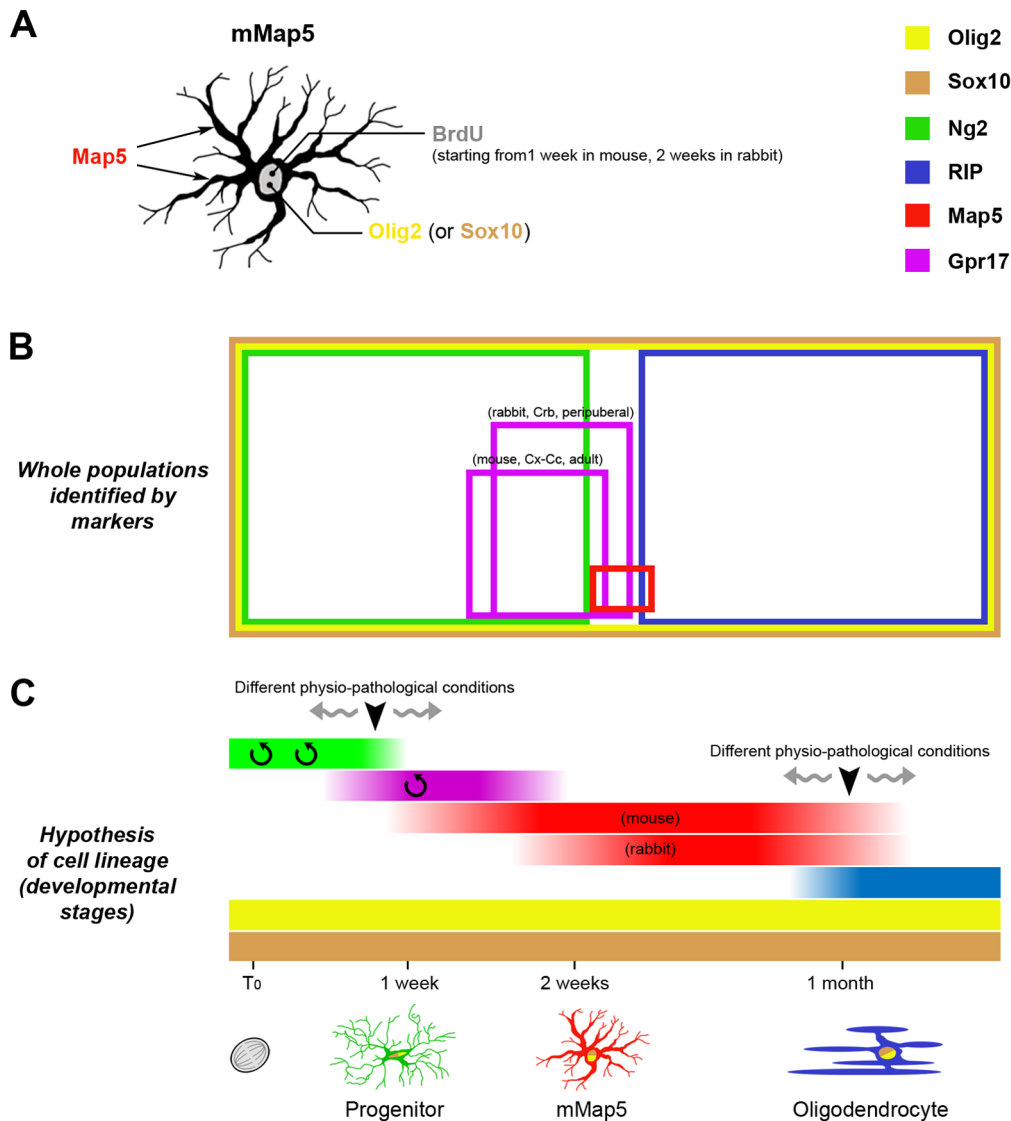 A
mMap5
Map5
BrdU
(starting from1 week in mouse, 2 weeks in rabbit)
Olig2 (or Sox10)
Olig2
Sox10
Ng2
RIP
Map5
Gpr17
B
Whole populations
identified by
markers
(rabbit, Crb, peripuberal)
(mouse, Cx-Cc, adult)
C
Different physio-pathological conditions
Different physio-pathological conditions
Hypothesis
of cell lineage
(developmental
stages)
(mouse)
(rabbit)
T0
1 week
2 weeks
1 month
Progenitor
mMap5
Oligodendrocyte